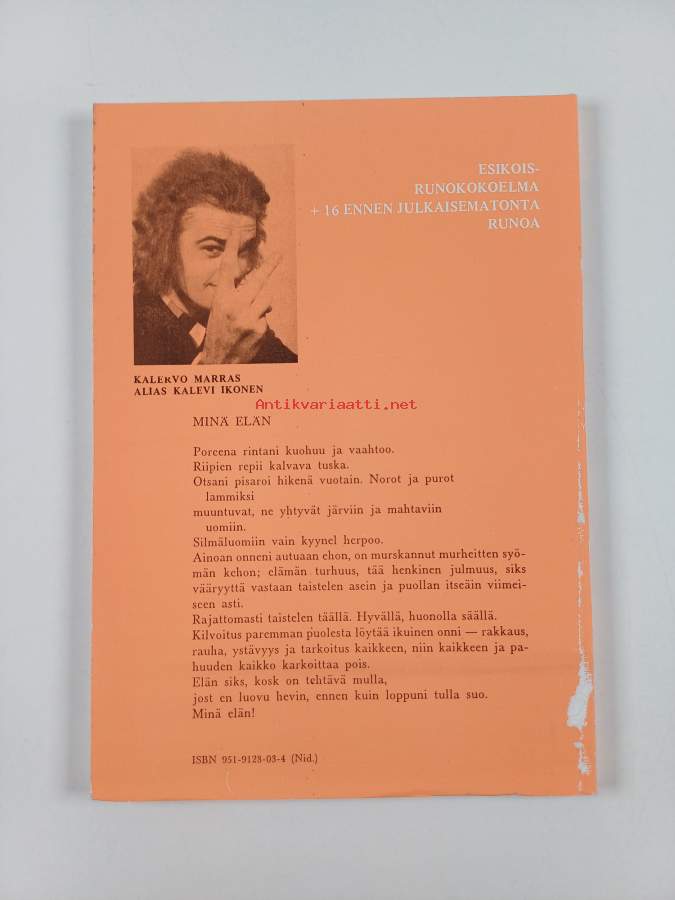 ESIKOIS-
RUNOKOKOELMA
+ 16 ENNEN JULKAISEMATONTA
RUNOA
KALERVO MARRAS
ALIAS KALEVI IKONEN
Antikvariaatti.net
MINÄ ELÄN
Poreena rintani kuohuu ja vaahtoo.
Riipien repii kalvava tuska.
Otsani pisaroi hikenä vuotain. Norot ja purot
lammiksi
muuntuvat, ne yhtyvät järviin ja mahtaviin
uomiin.
Silmäluomiin vain kyynel herpoo.
Ainoan onneni autuaan ehon, on murskannut murheitten syö-
män kehon; elämän turhuus, tää henkinen julmuus, siks
vääryyttä vastaan taistelen asein ja puollan itseäin viimei-
seen asti.
Rajattomasti taistelen täällä. Hyvällä, huonolla säällä.
Kilvoitus paremman puolesta löytää ikuinen onni — rakkaus,
rauha, ystävyys ja tarkoitus kaikkeen, niin kaikkeen ja pa-
huuden kaikko karkoittaa pois.
Elän siks, kosk on tehtävä mulla,
jost en luovu hevin, ennen kuin loppuni tulla suo.
Minä elän!
ISBN 951-9128-03-4 (Nid.)